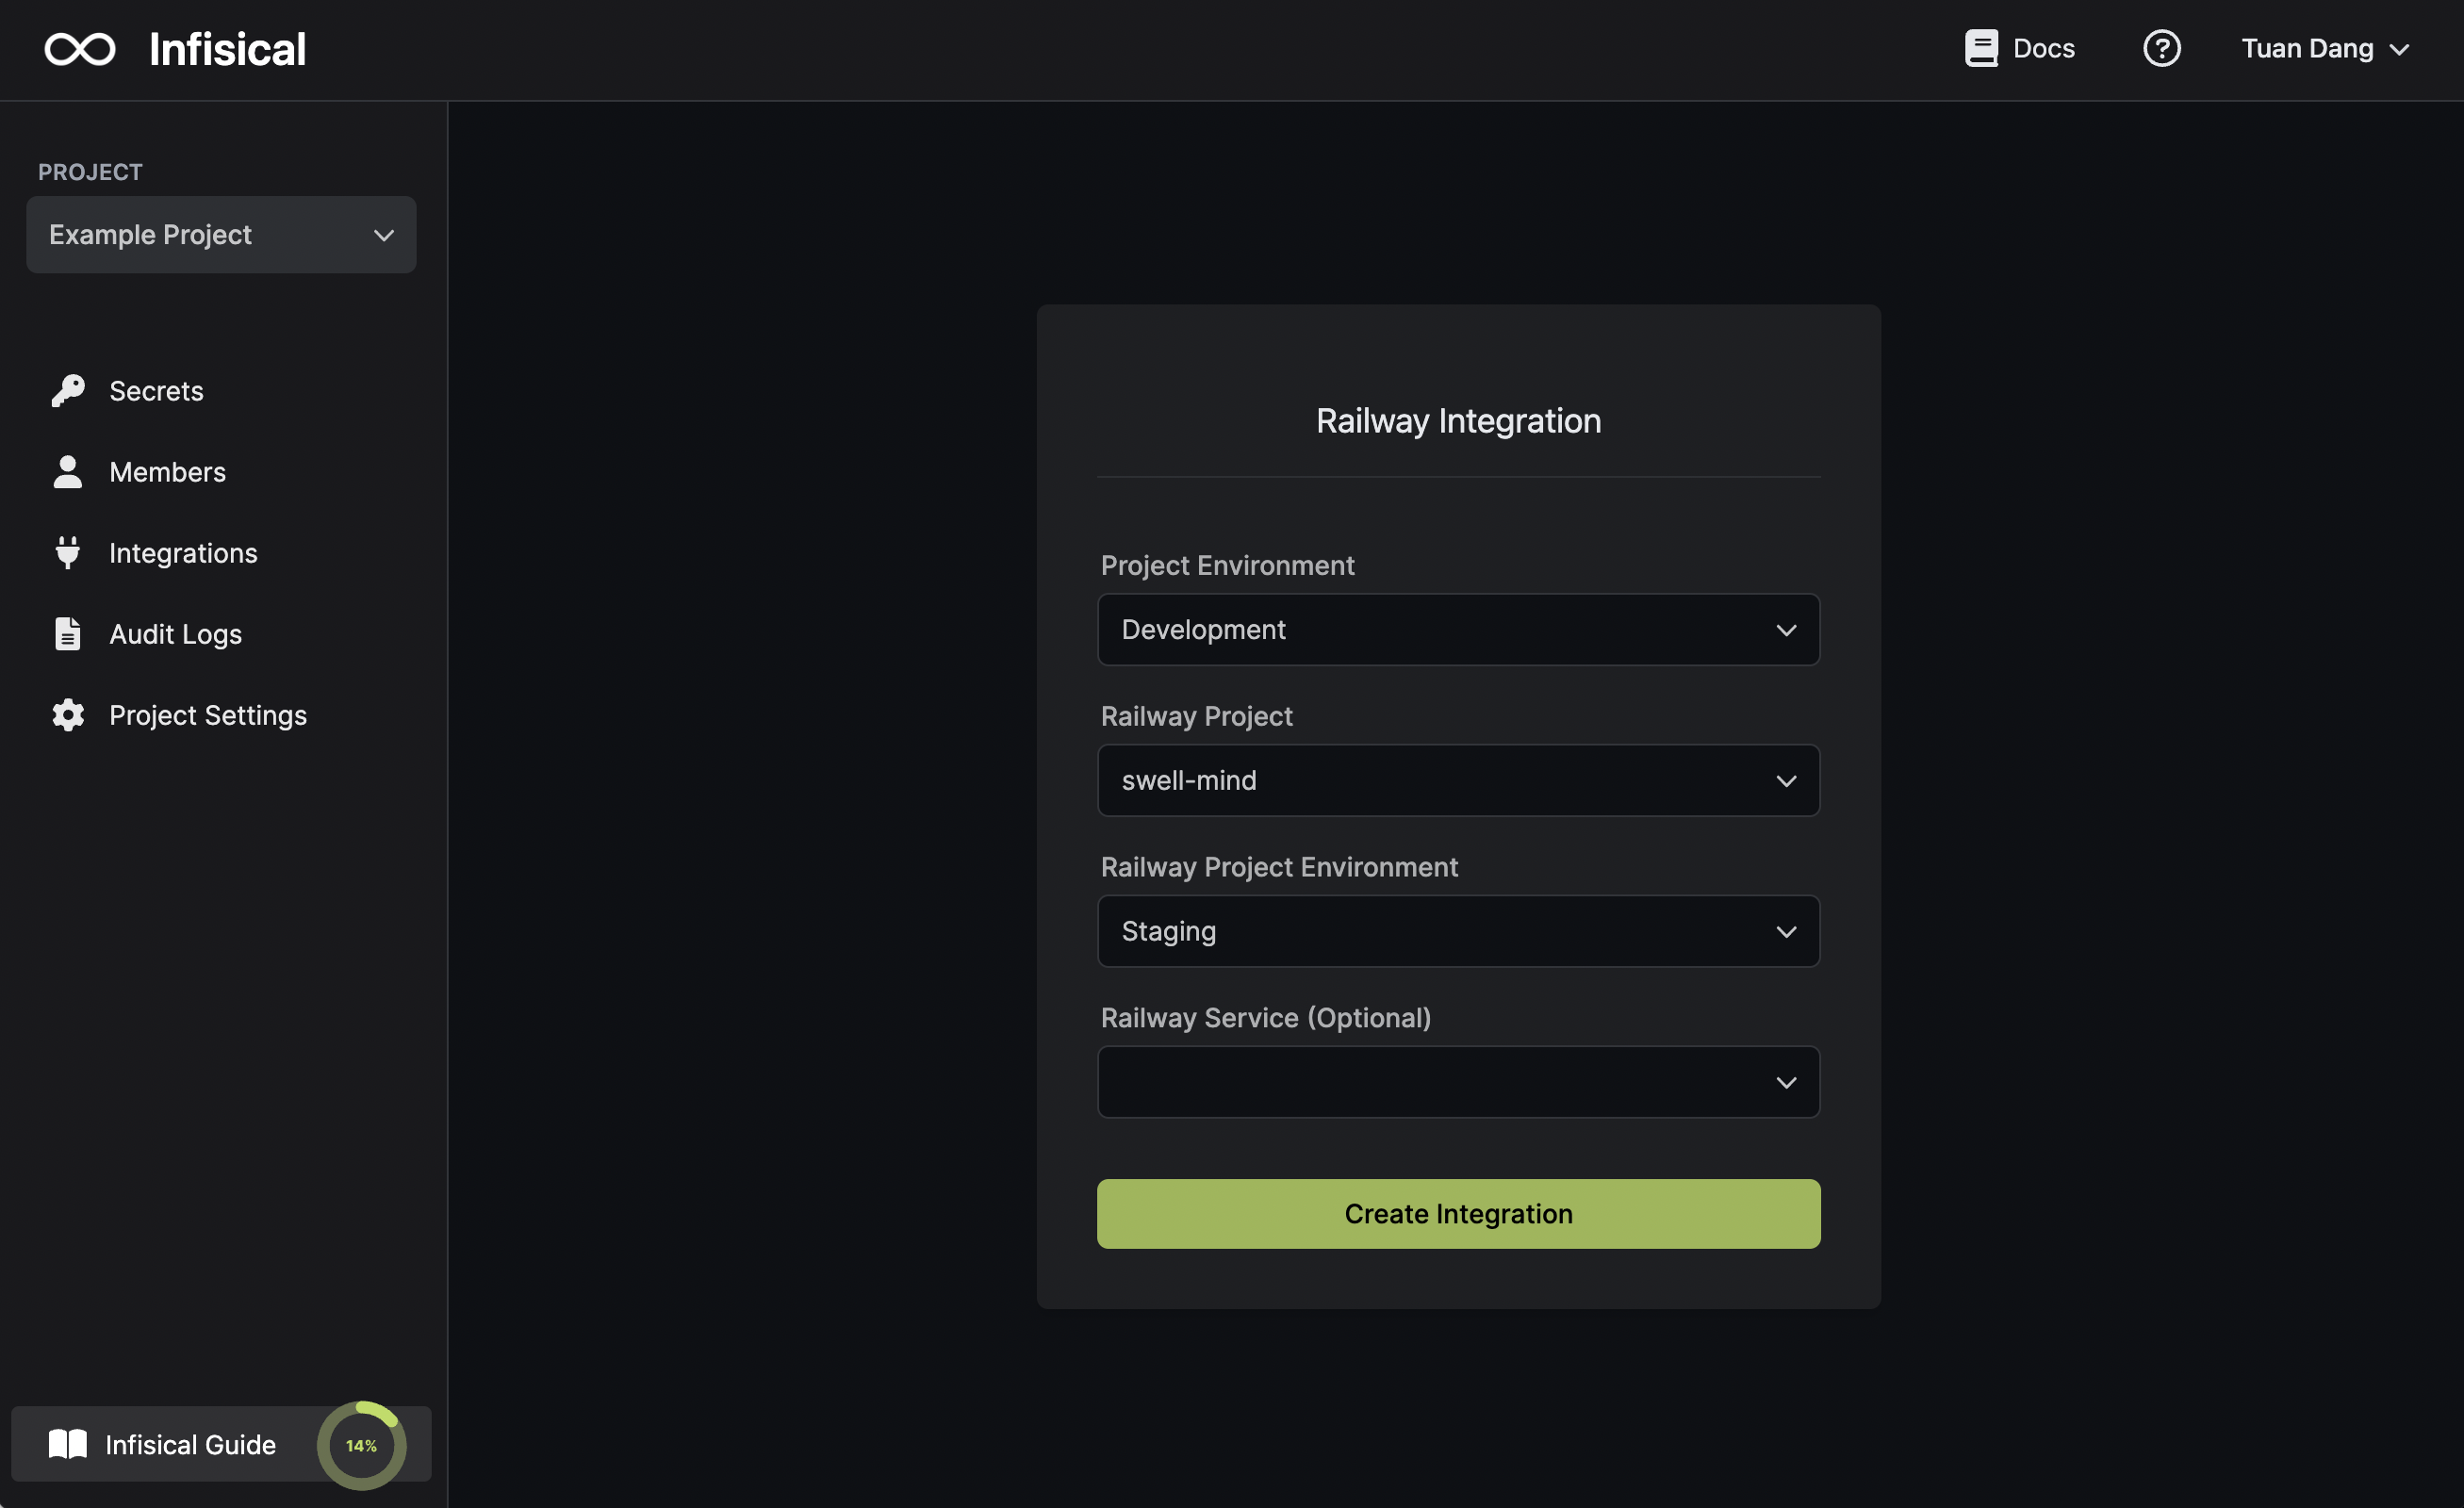 Infisical
Docs
?
Tuan Dang
PROJECT
Example Project
Secrets
Members
Integrations
Audit Logs
Project Settings
Railway Integration
Project Environment
Development
Railway Project
swell-mind
Railway Project Environment
Staging
Railway Service (Optional)
Create Integration
Infisical Guide
14%